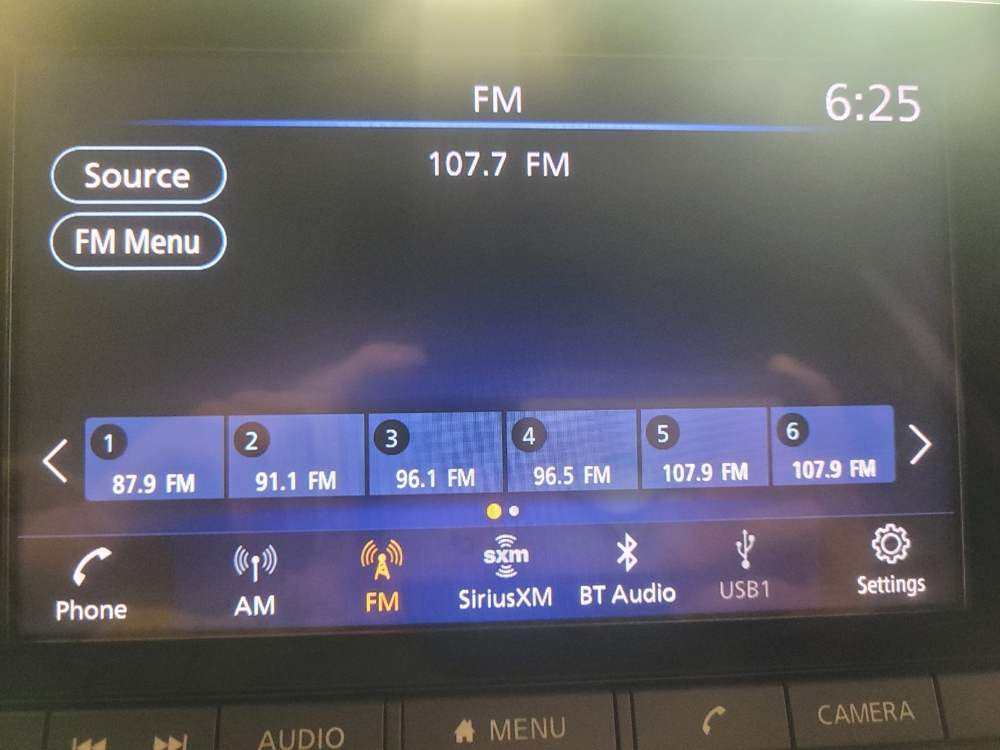 FM
6:25
Source
107.7 FM
FM Menu
1
2
3
4
5
6
87.9 FM
91.1 FM
96.1 FM
96.5 FM
107.9 FM
107.9 FM
sxm
Phone
AM
FM
SiriusXM
BT Audio
USB1
Settings
AUDIO
MENU
CAMERA